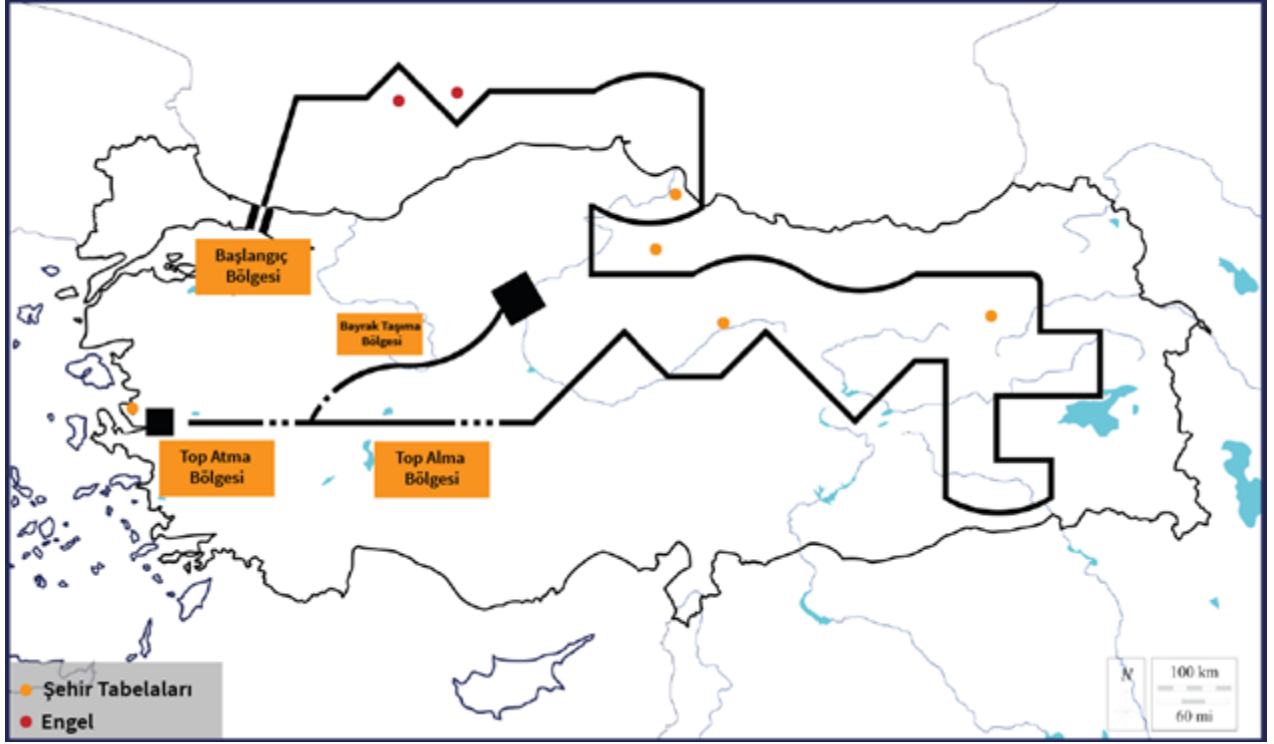 Başlangıç
Bölgesi
Bayrak Taşıma
Bölgesi
Top Atma
Bölgesi
Top Alma
Bölgesi
Şehir Tabelaları
Engel
N
100 km
60 mi